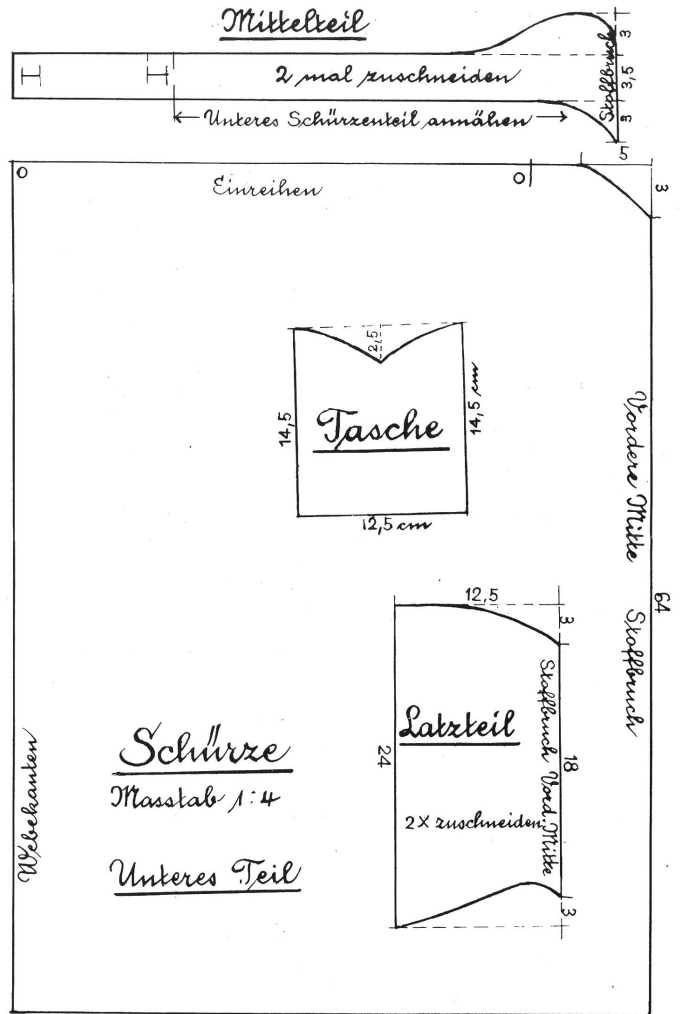 Mittelteil
3
2 mal zuschneiden
Stoffbruch
3,5
Unteres Schürzenteil annähen
3
5
O
Einreihen
O
3
2,5
14,5
Tasche
14,5 cm
12,5 cm
Vordere Mitte Stoffbruch
64
12,5
3
Latzteil
24
Stoffbruch Vord. Mitte
18
2X zuschneiden:
3
Schürze
Masstab 1:4
Webekanten
Unteres Teil